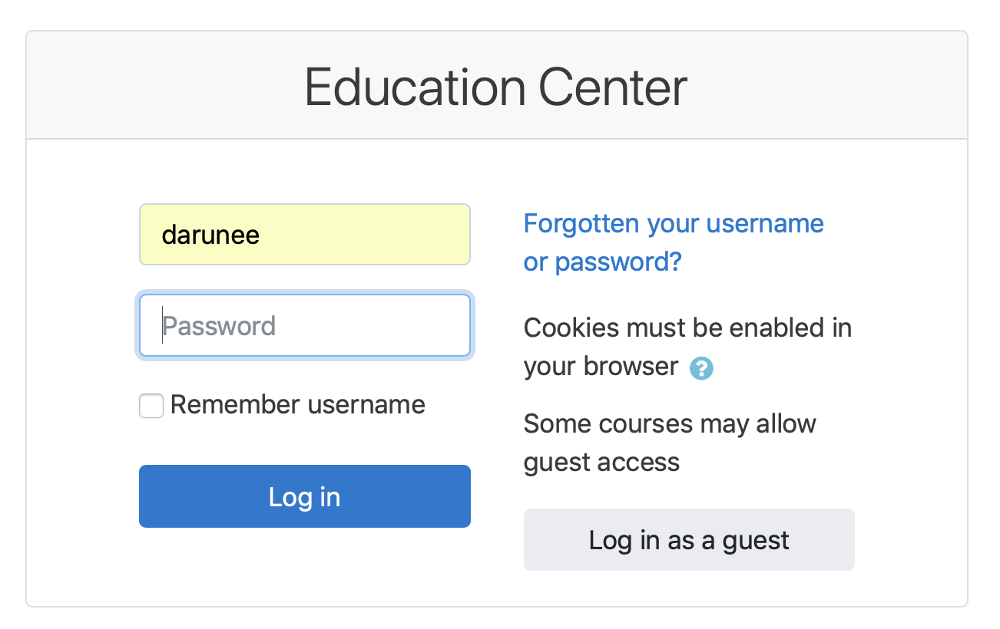 Education Center
darunee
Password
Remember username
Log in
Forgotten your username
or password?
Cookies must be enabled in
your browser ?
Some courses may allow
guest access
Log in as a guest